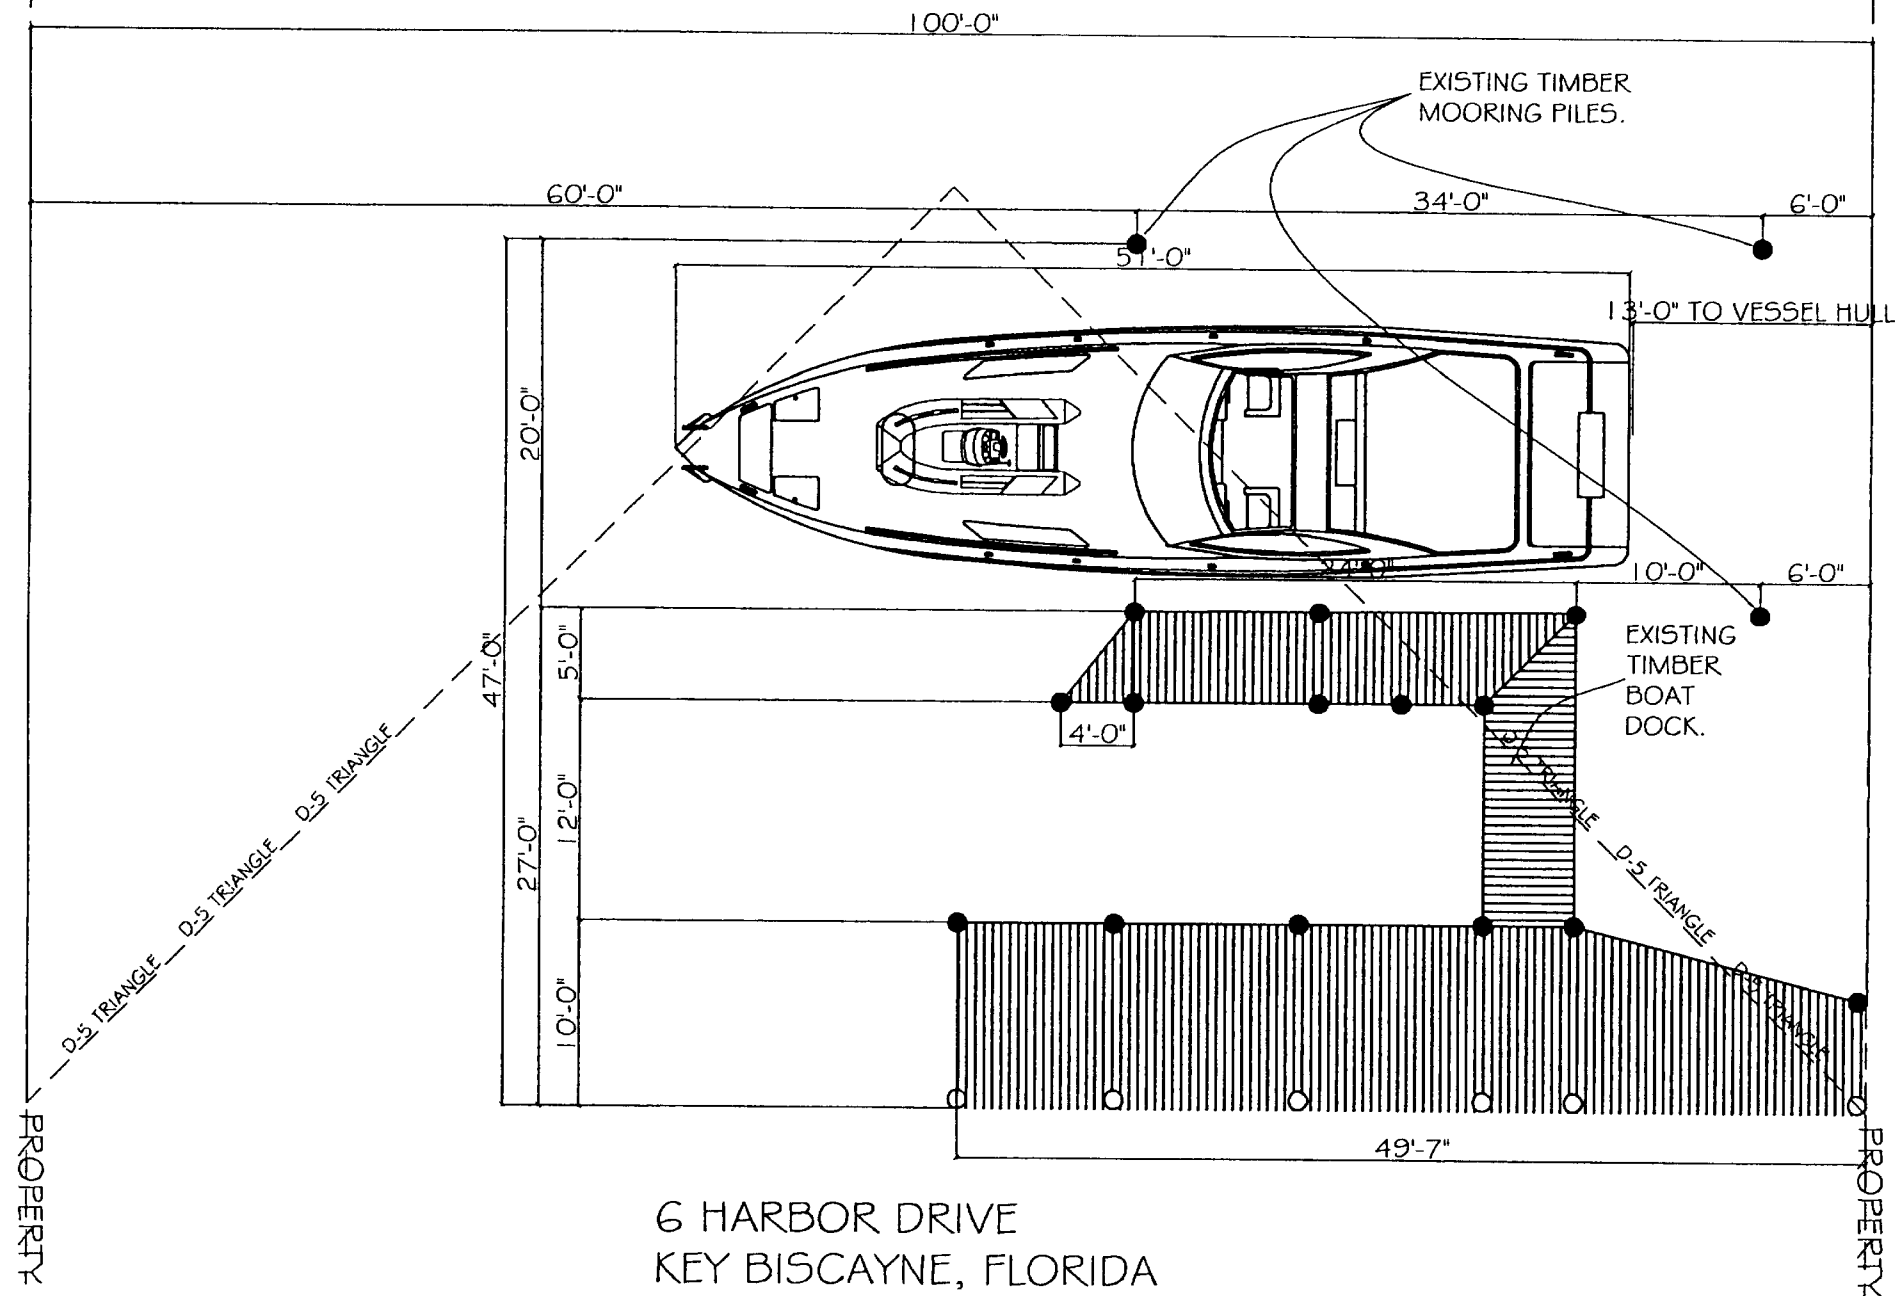 100'-0"
EXISTING TIMBER
MOORING PILES.
60'-0"
34'-0"
6'-0"
51'-0"
13'-0" TO VESSEL HULL
20'-0"
24'-0"
10'-0"
6'-0"
47'-0"
5'-0"
EXISTING
TIMBER
BOAT
DOCK.
4'-0"
D-5 TRIANGLE
D-5 TRIANGLE
D-5 TRIANGLE
D-5 TRIANGLE
D-5 TRIANGLE
D-5 TRIANGLE
D-5 TRIANGLE
12'-0"
27'-0"
10'-0"
49'-7"
PROPERTY
PROPERTY
6 HARBOR DRIVE
KEY BISCAYNE, FLORIDA